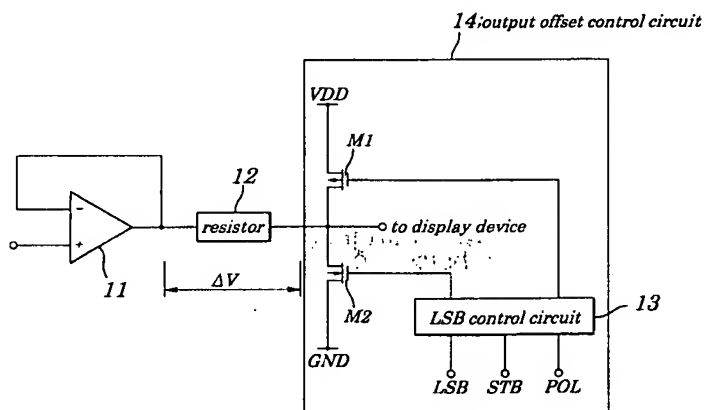 14;output offset control circuit
VDD
M1
12
resistor
to display device
-
+
11
ΔV
M2
LSB control circuit
13
GND
LSB STB POL